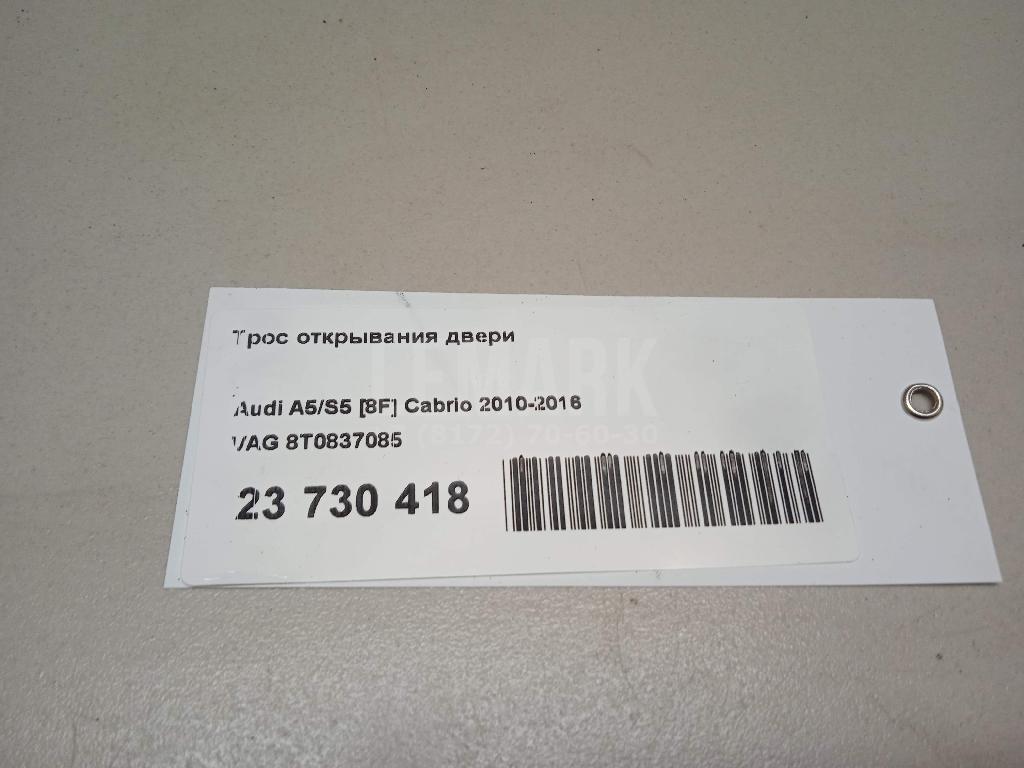 Трос открывания двери
LEMARK
Audi A5/S5 [8F] Cabrio 2010-2016
(8172) 70-60-30
VAG 8T0837085
23 730 418